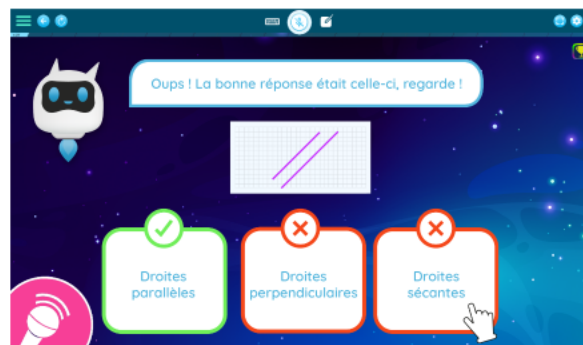 Oups ! La bonne réponse était celle-ci, regarde !
Droites
parallèles
Droites
perpendiculaires
Droites
sécantes